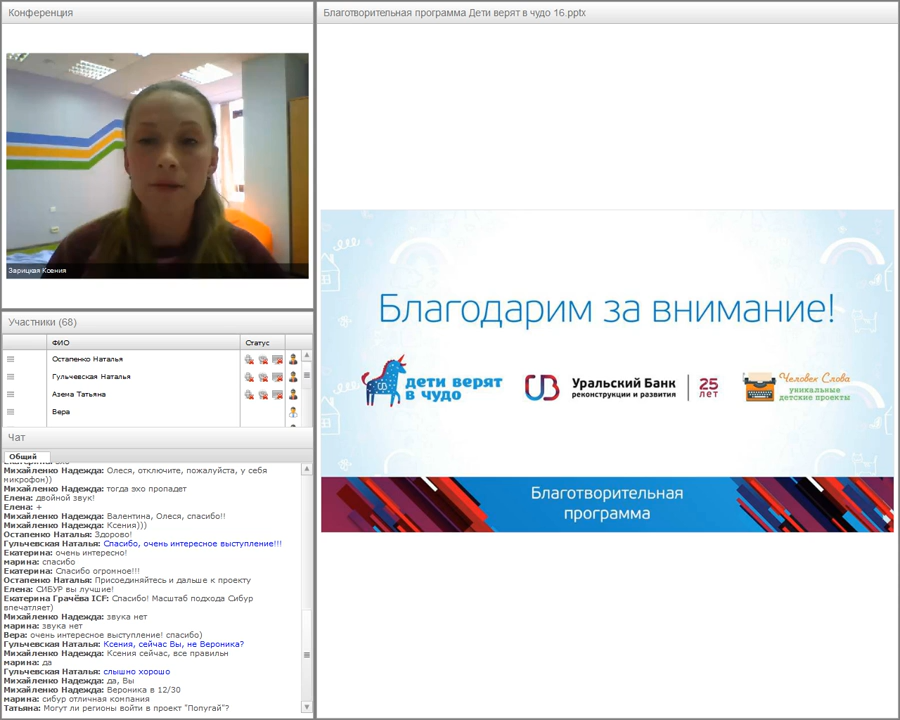 Конференция
Зарицкая Ксения
Участники (68)
ФИО
Статус
Остапенко Наталья
Гульчевская Наталья
Азема Татьяна
Вера
Чат
Общий
Михайленко Надежда: Олеся, отключите, пожалуйста, у себя
микрофон))
Михайленко Надежда: тогда эхо пропадет
Елена: двойной звук!
Елена: +
Михайленко Надежда: Валентина, Олеся, спасибо!!
Михайленко Надежда: Ксения)))
Остапенко Наталья: Здорово!
Гульчевская Наталья: Спасибо, очень интересное выступление!!!
Екатерина: очень интересно!
марина: спасибо
Екатерина: Спасибо огромное!!!
Остапенко Наталья: Присоединяйтесь и дальше к проекту
Елена: СИБУР вы лучшие!
Екатерина Грачёва ICF: Спасибо! Масштаб подхода Сибур
впечатляет)
Михайленко Надежда: звука нет
марина: звука нет
Вера: очень интересное выступление! спасибо)
Гульчевская Наталья: Ксения, сейчас Вы, не Вероника?
Михайленко Надежда: Ксения сейчас, все правильн
марина: да
Гульчевская Наталья: слышно хорошо
Михайленко Надежда: да, Вы
Михайленко Надежда: Вероника в 12/30
марина: сибур отличная компания
Татьяна: Могут ли регионы войти в проект "Попугай"?
Благотворительная программа Дети верят в чудо 16.pptx
Благодарим за внимание!
дети верят
в чудо
Уральский Банк
реконструкции и развития
25
лет
Человек Слова
уникальные
детские проекты
Благотворительная
программа